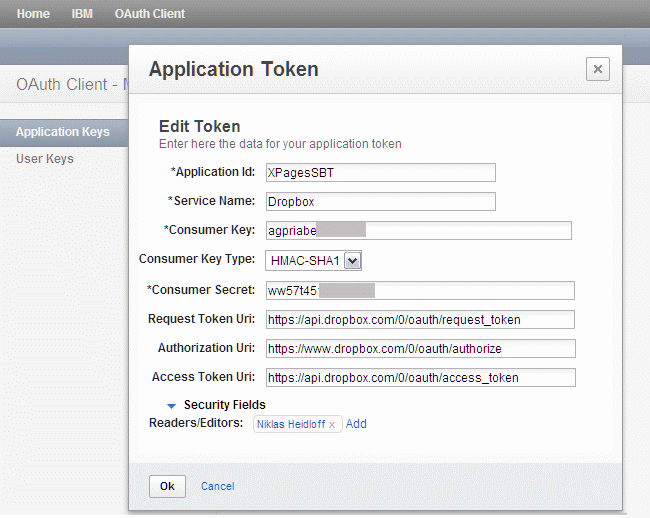 Home IBM OAuth Client
Application Token
OAuth Client -
Edit Token
Enter here the data for your application token
Application Keys
User Keys
*Application Id: XPagesSBT
*Service Name: Dropbox
*Consumer Key: agpriabe
Consumer Key Type: HMAC-SHA1
*Consumer Secret: ww57t45
Request Token Uri: https://api.dropbox.com/0/oauth/request_token
Authorization Uri: https://www.dropbox.com/0/oauth/authorize
Access Token Uri: https://api.dropbox.com/0/oauth/access_token
Security Fields
Readers/Editors: Niklas Heidloff x Add
Ok Cancel